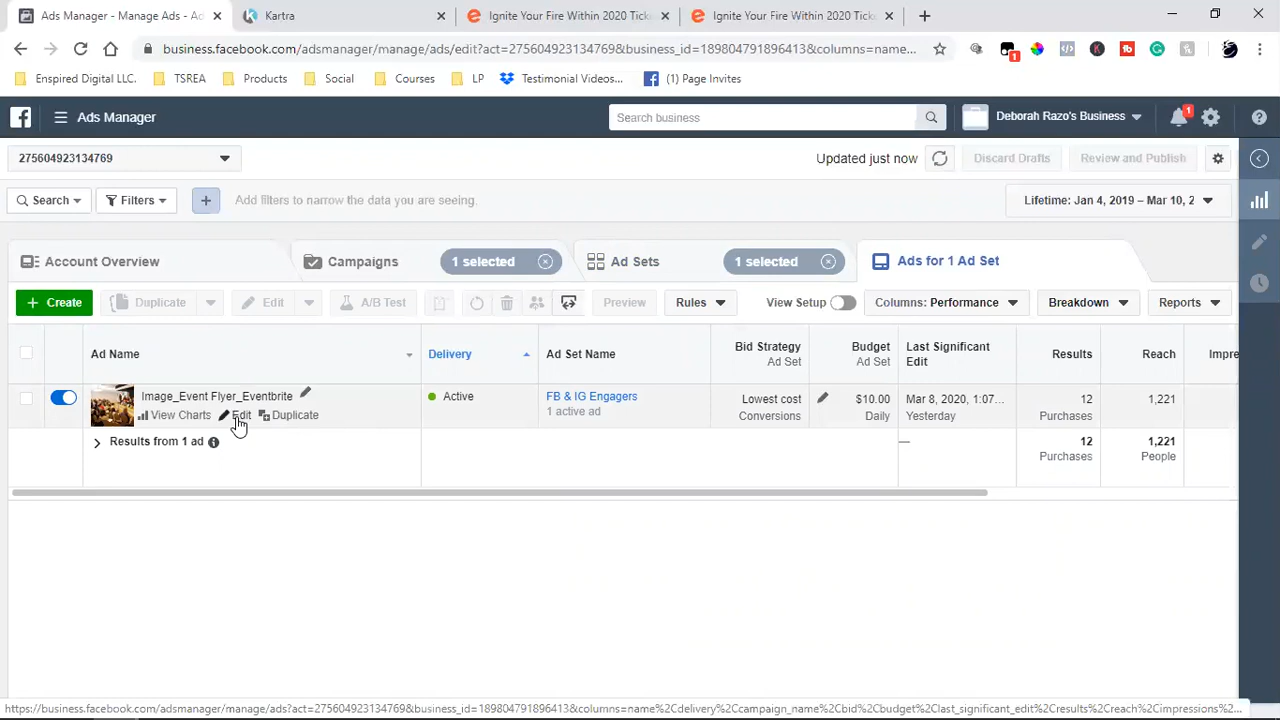 Ads Manager - Manage Ads - Ads
Kartra
Ignite Your Fire Within 2020 Ticks
Ignite Your Fire Within 2020 Ticks
business.facebook.com/adsmanager/manage/ads/edit?act=275604923134769&business_id=189804791896413&columns=name...
1
Enspired Digital LLC.
TSREA
Products
Social
Courses
LP
Testimonial Videos...
(1) Page Invites
Ads Manager
Search business
Deborah Razo's Business
1
275604923134769
Updated just now
Discard Drafts
Review and Publish
Search
Filters
Add filters to narrow the data you are seeing.
Lifetime: Jan 4, 2019 – Mar 10, 2
Account Overview
Campaigns
1 selected
Ad Sets
1 selected
Ads for 1 Ad Set
+ Create
Duplicate
Edit
A/B Test
Preview
Rules
View Setup
Columns: Performance
Breakdown
Reports
Ad Name
Delivery
Ad Set Name
Bid Strategy
Ad Set
Budget
Ad Set
Last Significant
Edit
Results
Reach
Impre
Image_Event Flyer_Eventbrite
View Charts
Edit
Duplicate
Active
FB & IG Engagers
1 active ad
Lowest cost
Conversions
$10.00
Daily
Mar 8, 2020, 1:07...
Yesterday
12
Purchases
1,221
Results from 1 ad
—
12
Purchases
1,221
People
https://business.facebook.com/adsmanager/manage/ads?act=275604923134769&business_id=189804791896413&columns=name%2Cdelivery%2Ccampaign_name%2Cbid%2Cbudget%2Clast_significant_edit%2Cresults%2Creach%2Cimpressions%2C...